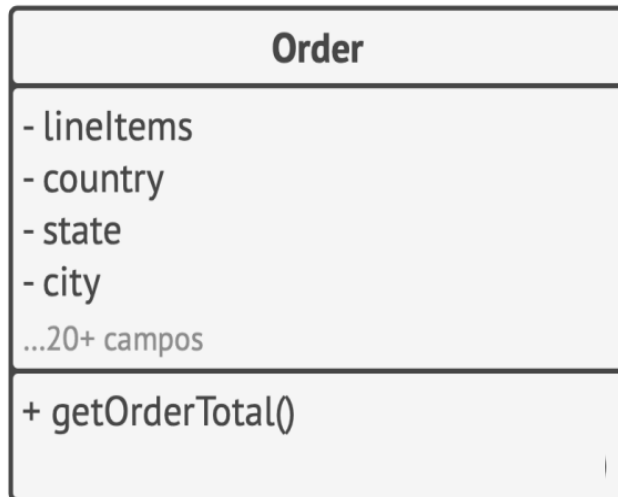 Order
- lineItems
- country
- state
- city
...20+ campos
+ getOrderTotal()